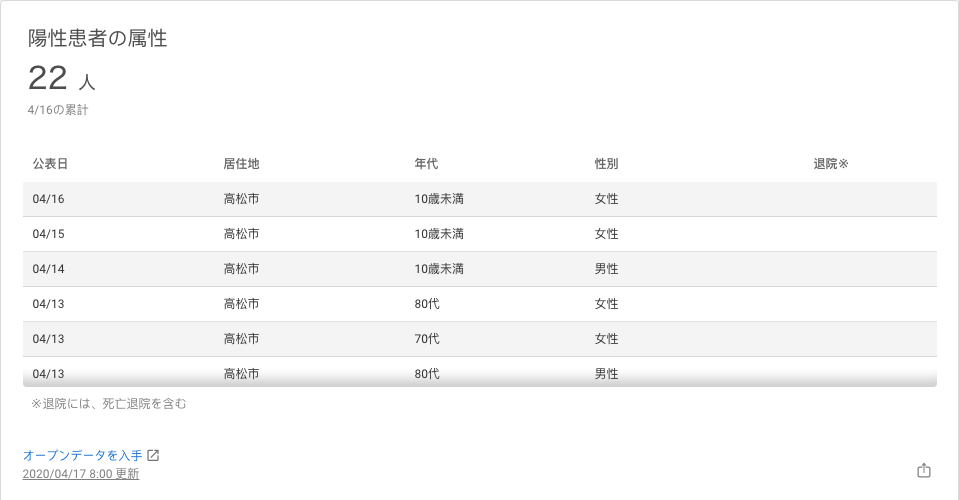 陽性患者の属性
22 人
4/16の累計
公表日 居住地 年代 性別 退院※
04/16 高松市 10歳未満 女性
04/15 高松市 10歳未満 女性
04/14 高松市 10歳未満 男性
04/13 高松市 80代 女性
04/13 高松市 70代 女性
04/13 高松市 80代 男性
※退院には、死亡退院を含む
オープンデータを入手
2020/04/17 8:00 更新